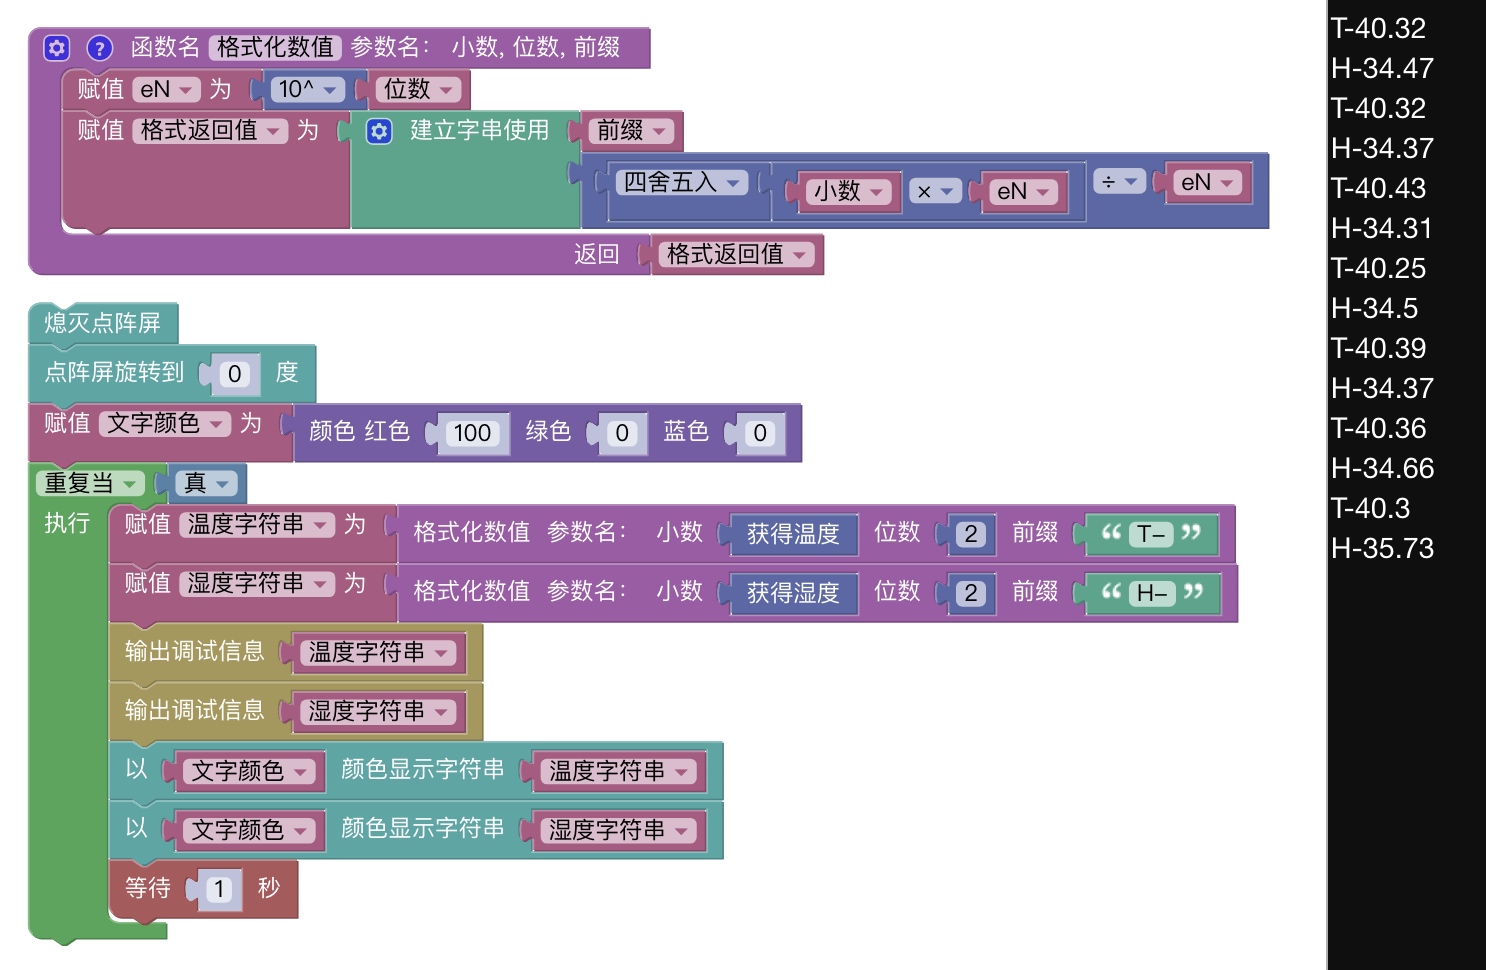 函数名 格式化数值 参数名： 小数, 位数, 前缀
赋值 eN 为 10^ 位数
赋值 格式返回值 为 建立字串使用 前缀
四舍五入 小数 × eN ÷ eN
返回 格式返回值
熄灭点阵屏
点阵屏旋转到 0 度
赋值 文字颜色 为 颜色 红色 100 绿色 0 蓝色 0
重复当 真
执行 赋值 温度字符串 为 格式化数值 参数名： 小数 获得温度 位数 2 前缀 “ T- ”
赋值 湿度字符串 为 格式化数值 参数名： 小数 获得湿度 位数 2 前缀 “ H- ”
输出调试信息 温度字符串
输出调试信息 湿度字符串
以 文字颜色 颜色显示字符串 温度字符串
以 文字颜色 颜色显示字符串 湿度字符串
等待 1 秒
T-40.32
H-34.47
T-40.32
H-34.37
T-40.43
H-34.31
T-40.25
H-34.5
T-40.39
H-34.37
T-40.36
H-34.66
T-40.3
H-35.73